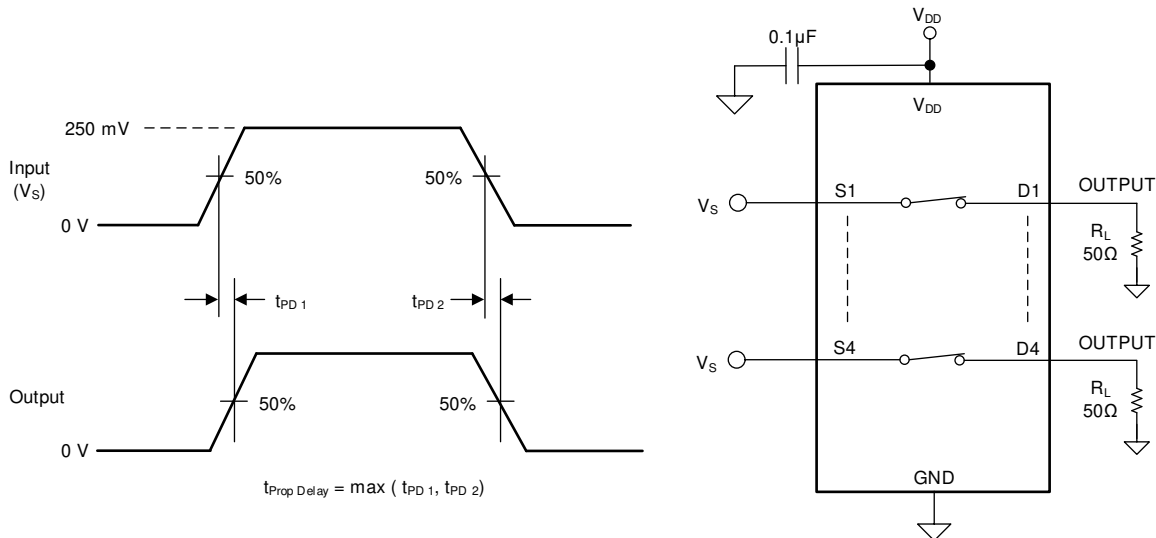 250 mV
Input
(VS)
50%
50%
0 V
tPD 1
tPD 2
Output
50%
50%
0 V
tProp Delay = max ( tPD 1, tPD 2)
VDD
0.1µF
VDD
VS
S1
D1
OUTPUT
RL
50Ω
VS
S4
D4
OUTPUT
RL
50Ω
GND